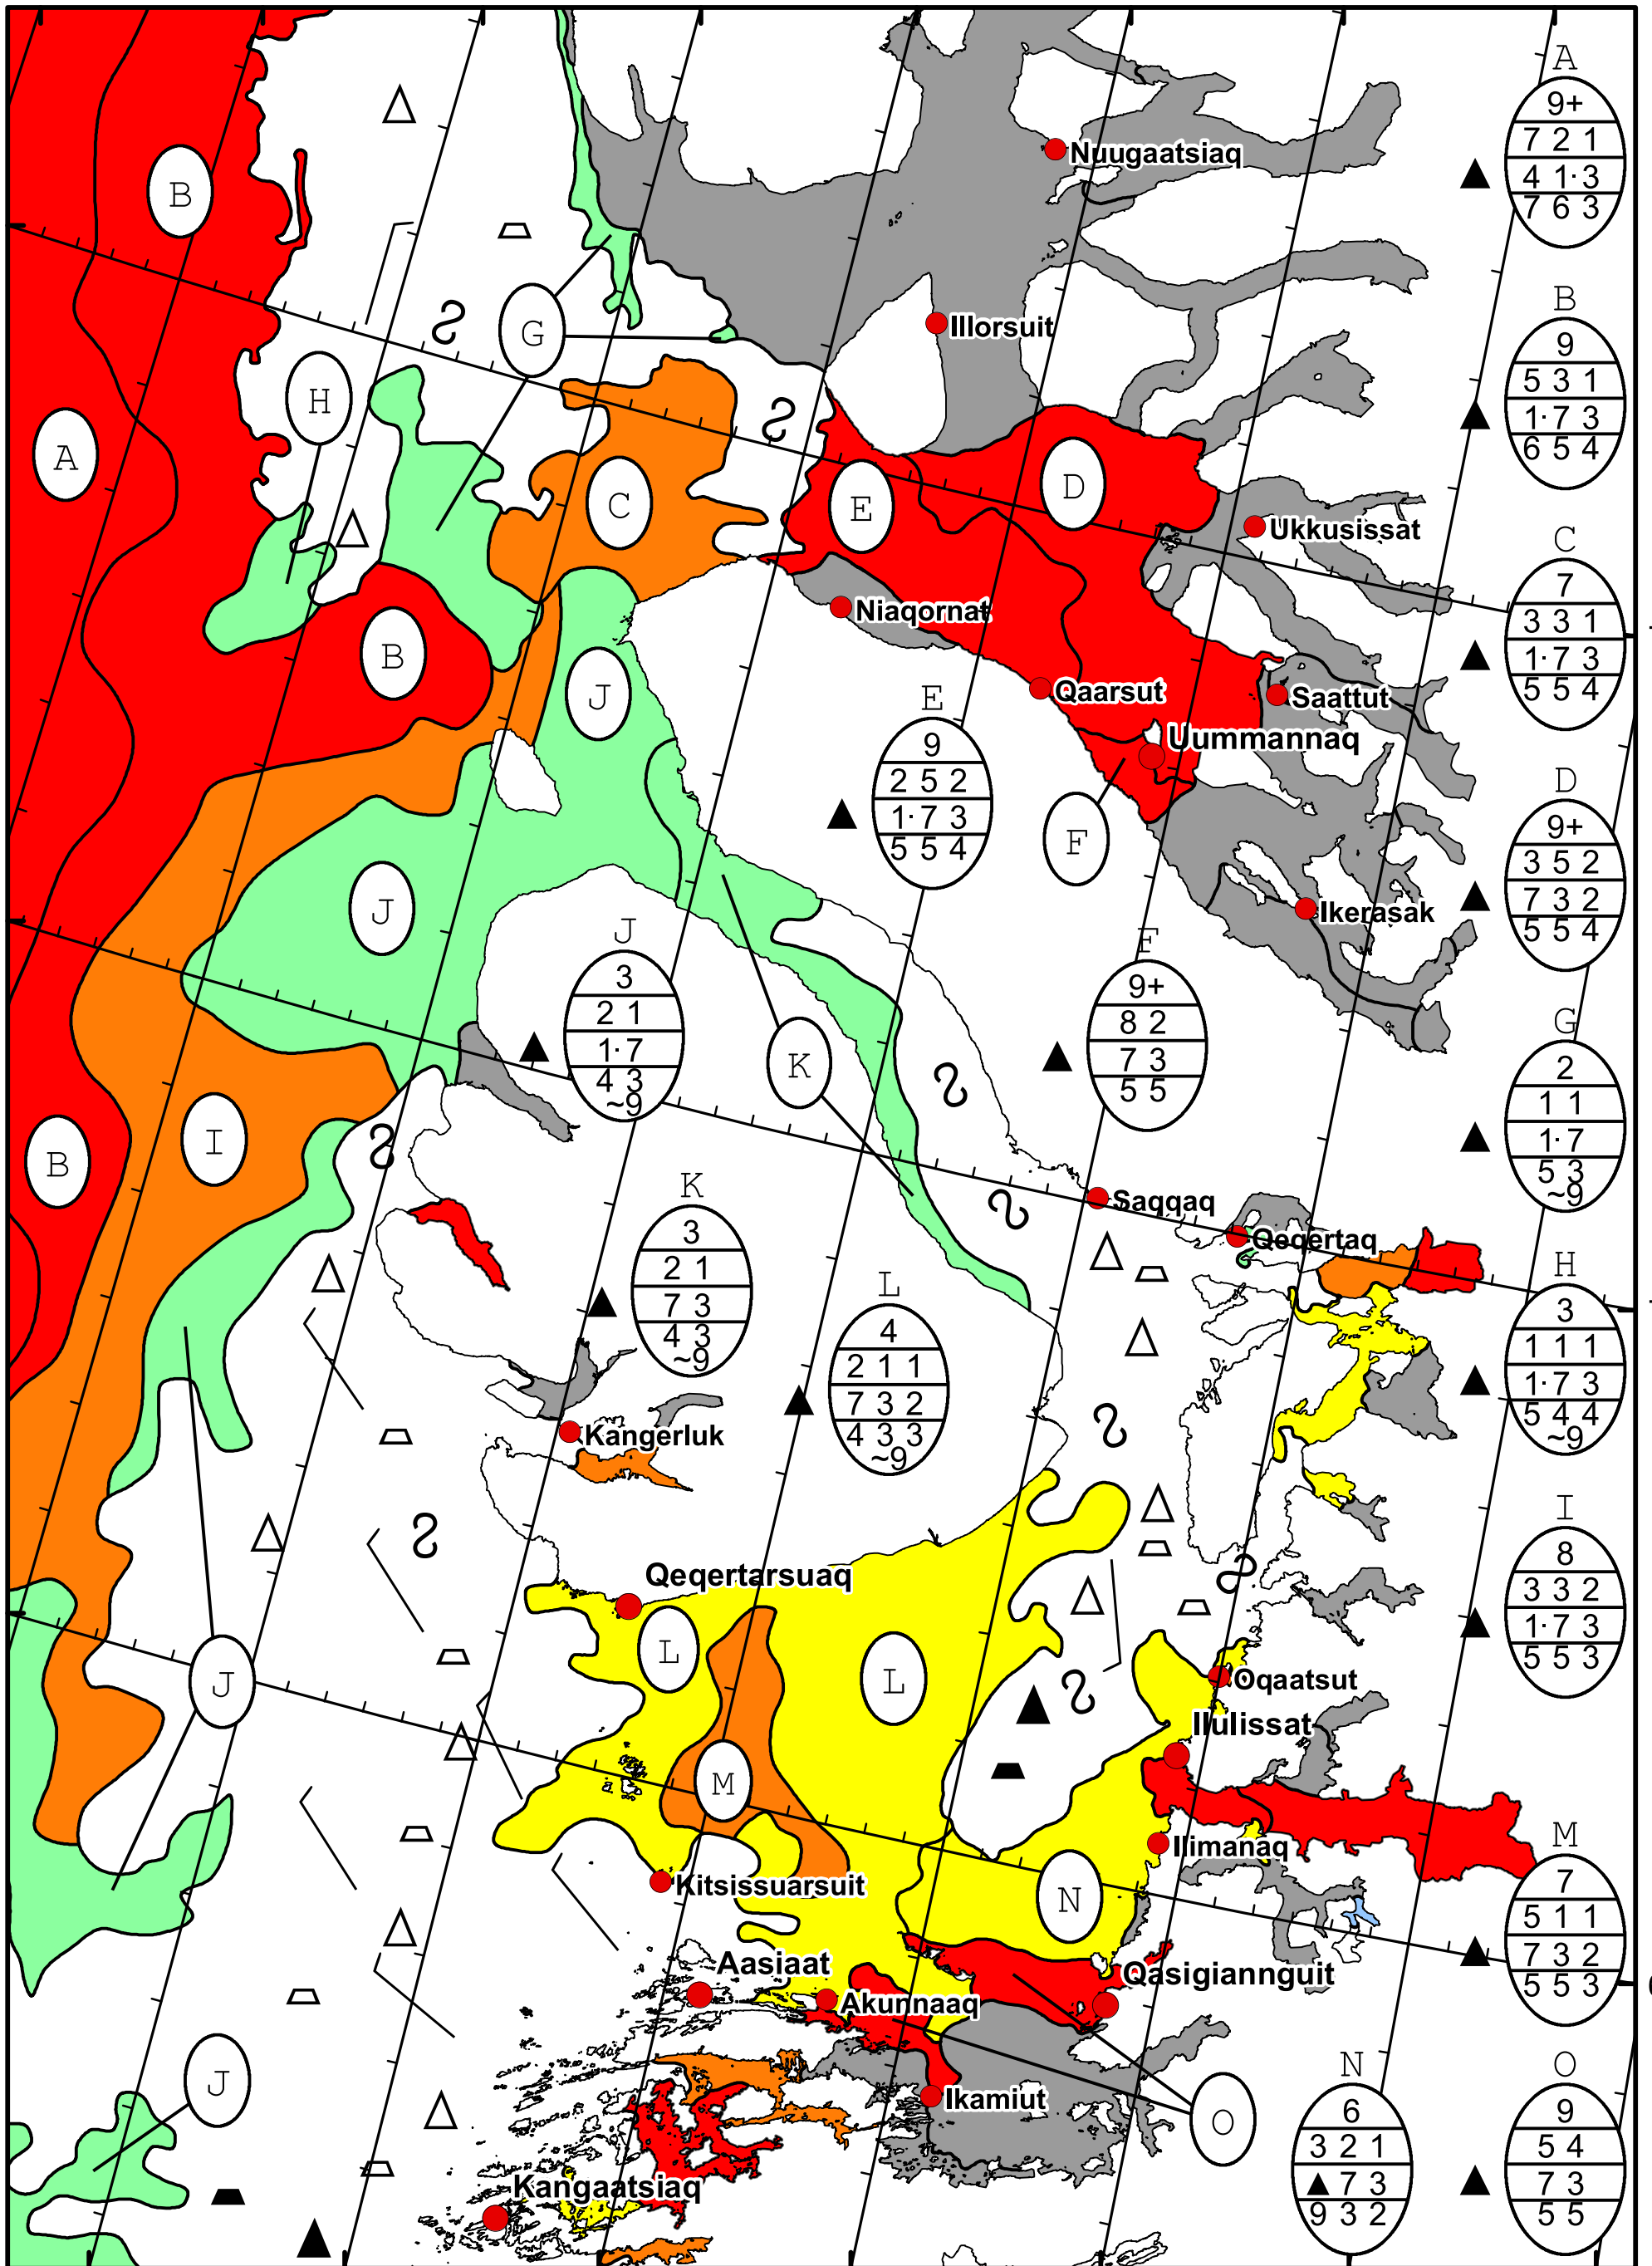 A
9+
7 2 1
4 1· 3
7 6 3
Nuugaatsiaq
B
B
9
5 3 1
1· 7 3
6 5 4
G
Illorsuit
H
A
C
E
D
Ukkusissat
C
7
3 3 1
1· 7 3
5 5 4
Niaqornat
B
J
Qaarsut
Saattut
Uummannaq
E
9
2 5 2
1· 7 3
5 5 4
F
D
9+
3 5 2
7 3 2
5 5 4
J
Ikerasak
J
3
2 1
1· 7
4 3
~9
F
9+
8 2
7 3
5 5
K
G
2
1 1
1· 7
5 3
~9
B
I
Saqqaq
Qeqertaq
K
3
2 1
7 3
4 3
~9
L
4
2 1 1
7 3 2
4 3 3
~9
H
3
1 1 1
1· 7 3
5 4 4
~9
Kangerluk
I
8
3 3 2
1· 7 3
5 5 3
Qeqertarsuaq
L
L
J
Oqaatsut
Ilulissat
M
Ilimanaq
M
7
5 1 1
7 3 2
5 5 3
Kitsissuarsuit
N
Aasiaat
Qasigiannguit
Akunnaaq
J
Ikamiut
O
N
6
3 2 1
▲ 7 3
9 3 2
O
9
5 4
7 3
5 5
Kangaatsiaq